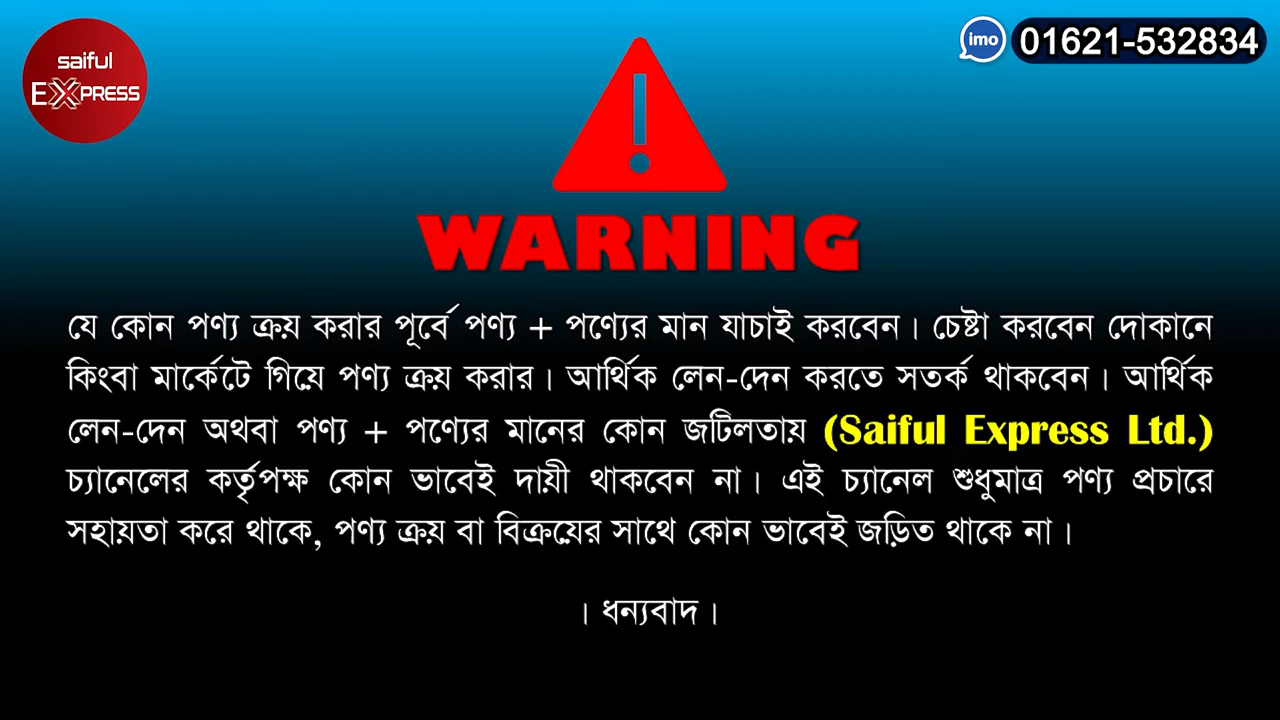 saiful
EXPRESS
imo
01621-532834
WARNING
যে কোন পণ্য ক্রয় করার পূর্বে পণ্য + পণ্যের মান যাচাই করবেন। চেষ্টা করবেন দোকানে
কিংবা মার্কেটে গিয়ে পণ্য ক্রয় করার। আর্থিক লেন-দেন করতে সতর্ক থাকবেন। আর্থিক
লেন-দেন অথবা পণ্য + পণ্যের মানের কোন জটিলতায় (Saiful Express Ltd.)
চ্যানেলের কর্তৃপক্ষ কোন ভাবেই দায়ী থাকবেন না। এই চ্যানেল শুধুমাত্র পণ্য প্রচারে
সহায়তা করে থাকে, পণ্য ক্রয় বা বিক্রয়ের সাথে কোন ভাবেই জড়িত থাকে না।
। ধন্যবাদ।